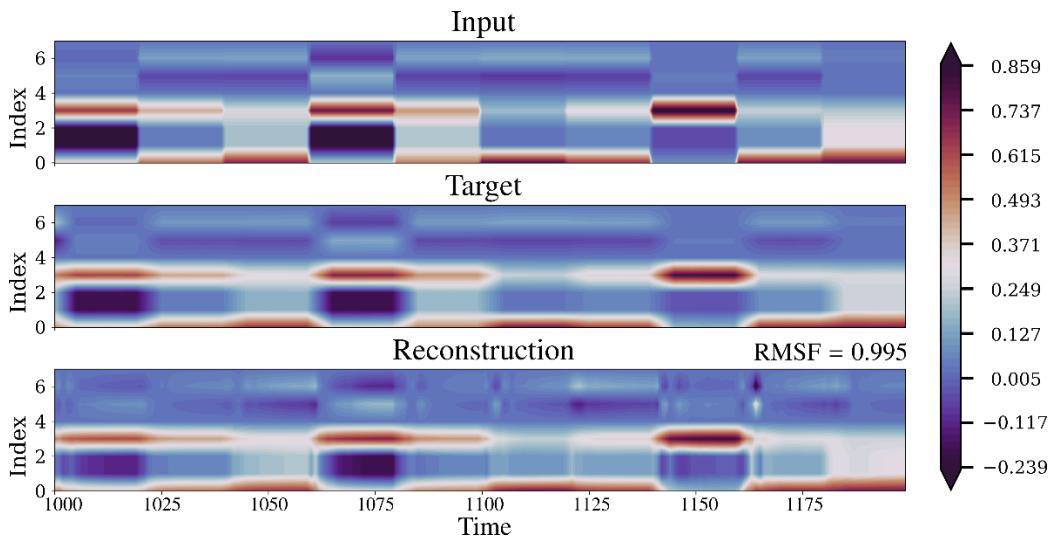 Input
Index
6
4
2
0
Target
Index
6
4
2
0
Reconstruction
RMSF = 0.995
Index
6
4
2
0
1000 1025 1050 1075 1100 1125 1150 1175
Time
0.859
0.737
0.615
0.493
0.371
0.249
0.127
0.005
−0.117
−0.239